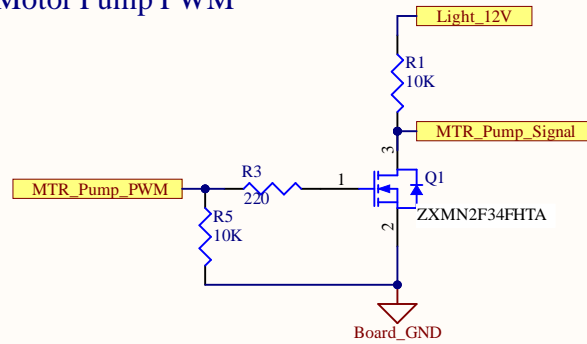 Motor Pump PWM
Light_12V
R1
10K
MTR_Pump_Signal
3
R3
220
1
Q1
MTR_Pump_PWM
R5
10K
2
ZXMN2F34FHTA
Board_GND